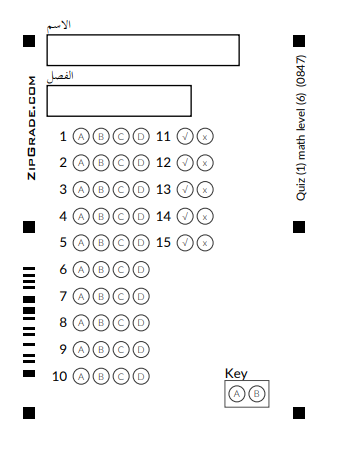 الاسم
الفصل
ZIPGRADE.COM
Quiz (1) math level (6) (0847)
1 A B C D 11 √ x
2 A B C D 12 √ x
3 A B C D 13 √ x
4 A B C D 14 √ x
5 A B C D 15 √ x
6 A B C D
7 A B C D
8 A B C D
9 A B C D
10 A B C D
Key
A B